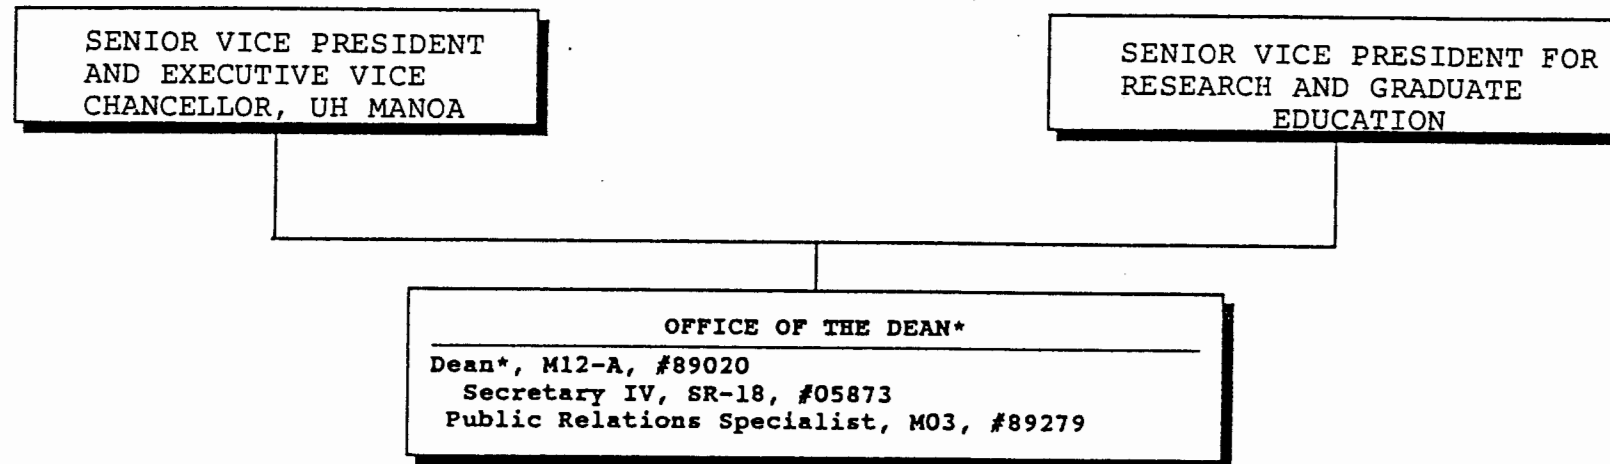 SENIOR VICE PRESIDENT
AND EXECUTIVE VICE
CHANCELLOR, UH MANOA
SENIOR VICE PRESIDENT FOR
RESEARCH AND GRADUATE
EDUCATION
OFFICE OF THE DEAN*
Dean*, M12-A, #89020
Secretary IV, SR-18, #05873
Public Relations Specialist, M03, #89279